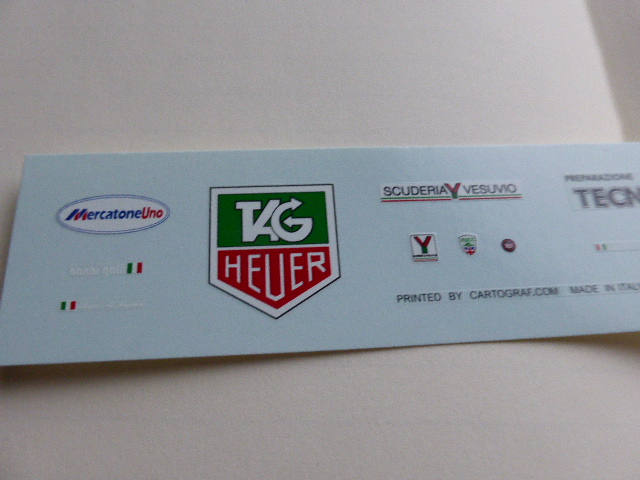 MercatoneUno
TAG
HEUER
SCUDERIA Y VESUVIO
Y
PRINTED BY CARTOGRAF.COM MADE IN ITALY
PREPARAZIONE
TECN